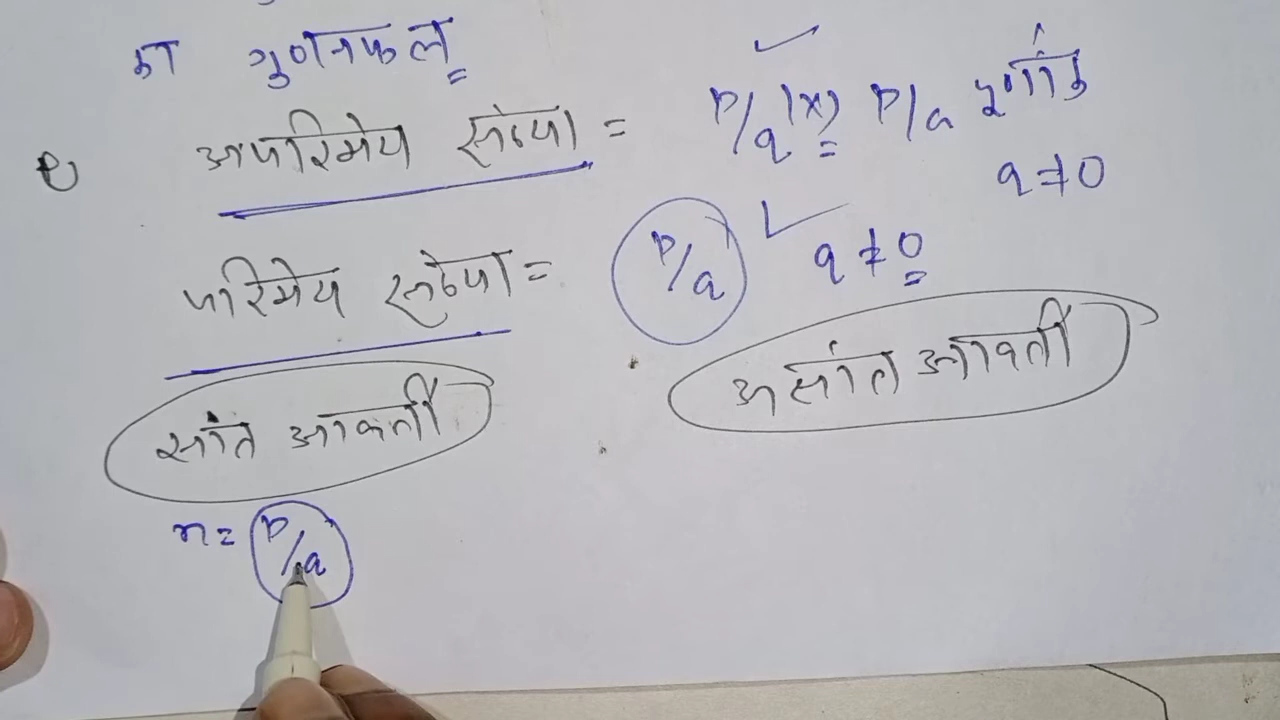 का गुणनफल
अपरिमेय संख्या = p/q (x) p/q पूर्णांक
q ≠ 0
परिमेय संख्या = p/q q ≠ 0
सांत आवर्ती असांत आवर्ती
n = p/q